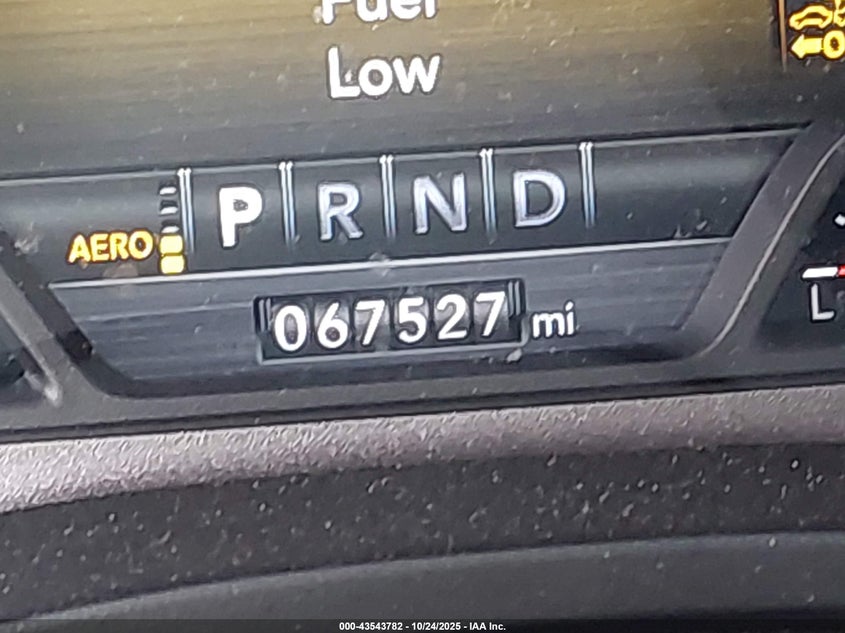 Fuel
Low
P R N D
AERO
067527 mi
L
000-43543782 - 10/24/2025 - IAA Inc.